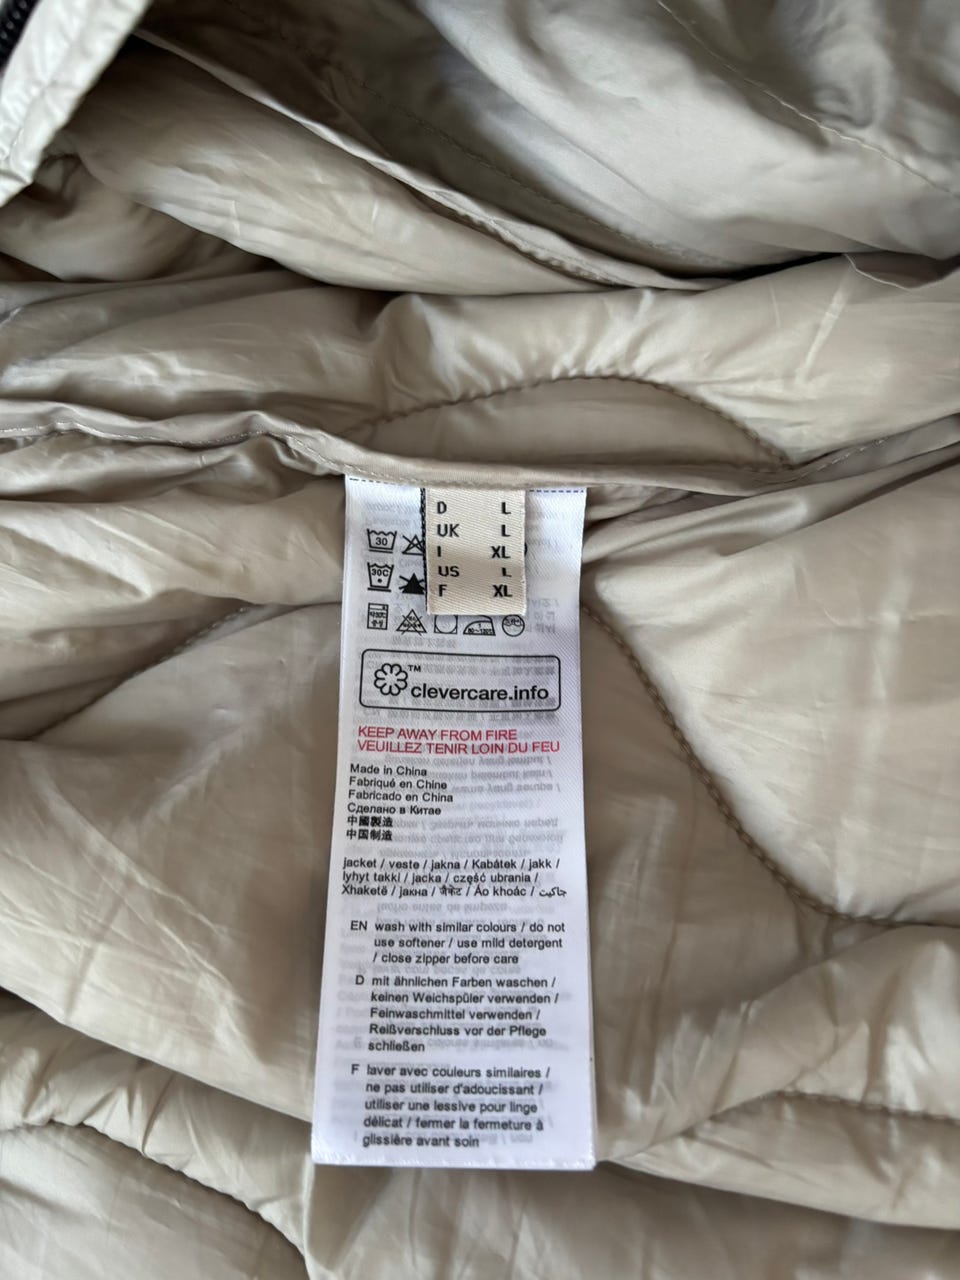 D L
UK L
I XL
US L
F XL
30
30C
™
clevercare.info
KEEP AWAY FROM FIRE
VEUILLEZ TENIR LOIN DU FEU
Made in China
Fabriqué en Chine
Fabricado en China
Сделано в Китае
中國製造
中国制造
jacket / veste / jakna / Kabátek / jakk /
lyhyt takki / jacka / część ubrania /
Xhaketë / јакна / जैकेट / Áo khoác / جاكيت
EN wash with similar colours / do not
use softener / use mild detergent
/ close zipper before care
D mit ähnlichen Farben waschen /
keinen Weichspüler verwenden /
Feinwaschmittel verwenden /
Reißverschluss vor der Pflege
schließen
F laver avec couleurs similaires /
ne pas utiliser d'adoucissant /
utiliser une lessive pour linge
délicat / fermer la fermeture à
glissière avant soin